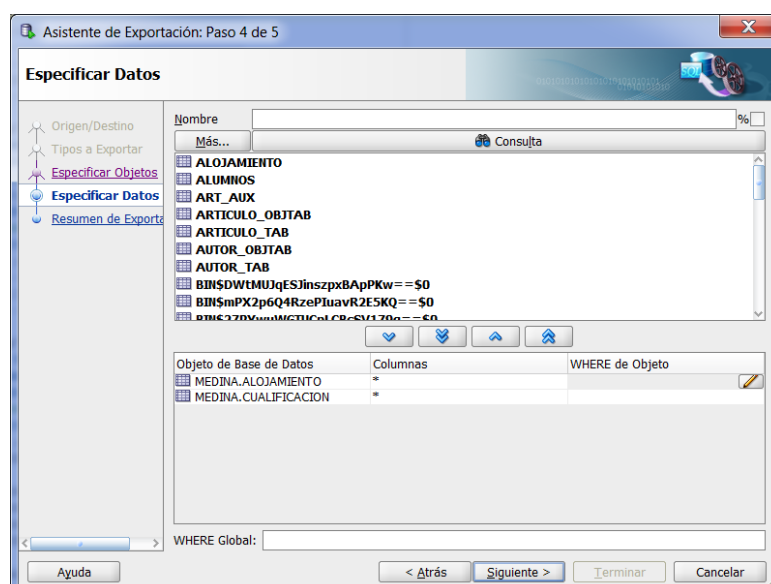 Asistente de Exportación: Paso 4 de 5
Especificar Datos
Origen/Destino
Tipos a Exportar
Especificar Objetos
Especificar Datos
Resumen de Exporta
Nombre
%
Más...
Consulta
ALOJAMIENTO
ALUMNOS
ART_AUX
ARTICULO_OBJTAB
ARTICULO_TAB
AUTOR_OBJTAB
AUTOR_TAB
BIN$DWtMUJqESJinszpxBApPKw==$0
BIN$mPX2p6Q4RzePIuavR2E5KQ==$0
Objeto de Base de Datos Columnas WHERE de Objeto
MEDINA.ALOJAMIENTO *
MEDINA.CUALIFICACION *
WHERE Global:
Ayuda < Atrás Siguiente > Terminar Cancelar